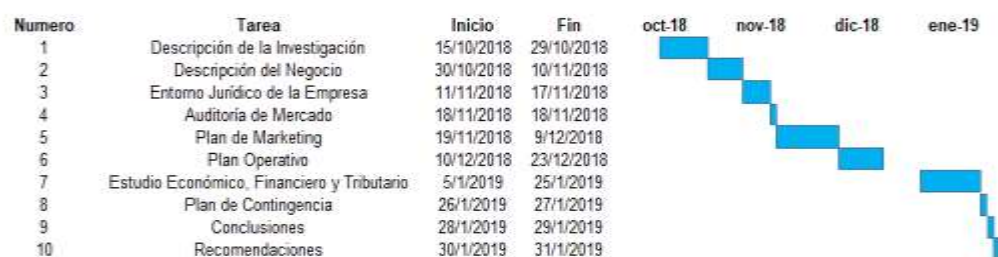 Numero Tarea Inicio Fin oct-18 nov-18 dic-18 ene-19
1 Descripción de la Investigación 15/10/2018 29/10/2018
2 Descripción del Negocio 30/10/2018 10/11/2018
3 Entorno Jurídico de la Empresa 11/11/2018 17/11/2018
4 Auditoría de Mercado 18/11/2018 18/11/2018
5 Plan de Marketing 19/11/2018 9/12/2018
6 Plan Operativo 10/12/2018 23/12/2018
7 Estudio Económico, Financiero y Tributario 5/1/2019 25/1/2019
8 Plan de Contingencia 26/1/2019 27/1/2019
9 Conclusiones 28/1/2019 29/1/2019
10 Recomendaciones 30/1/2019 31/1/2019